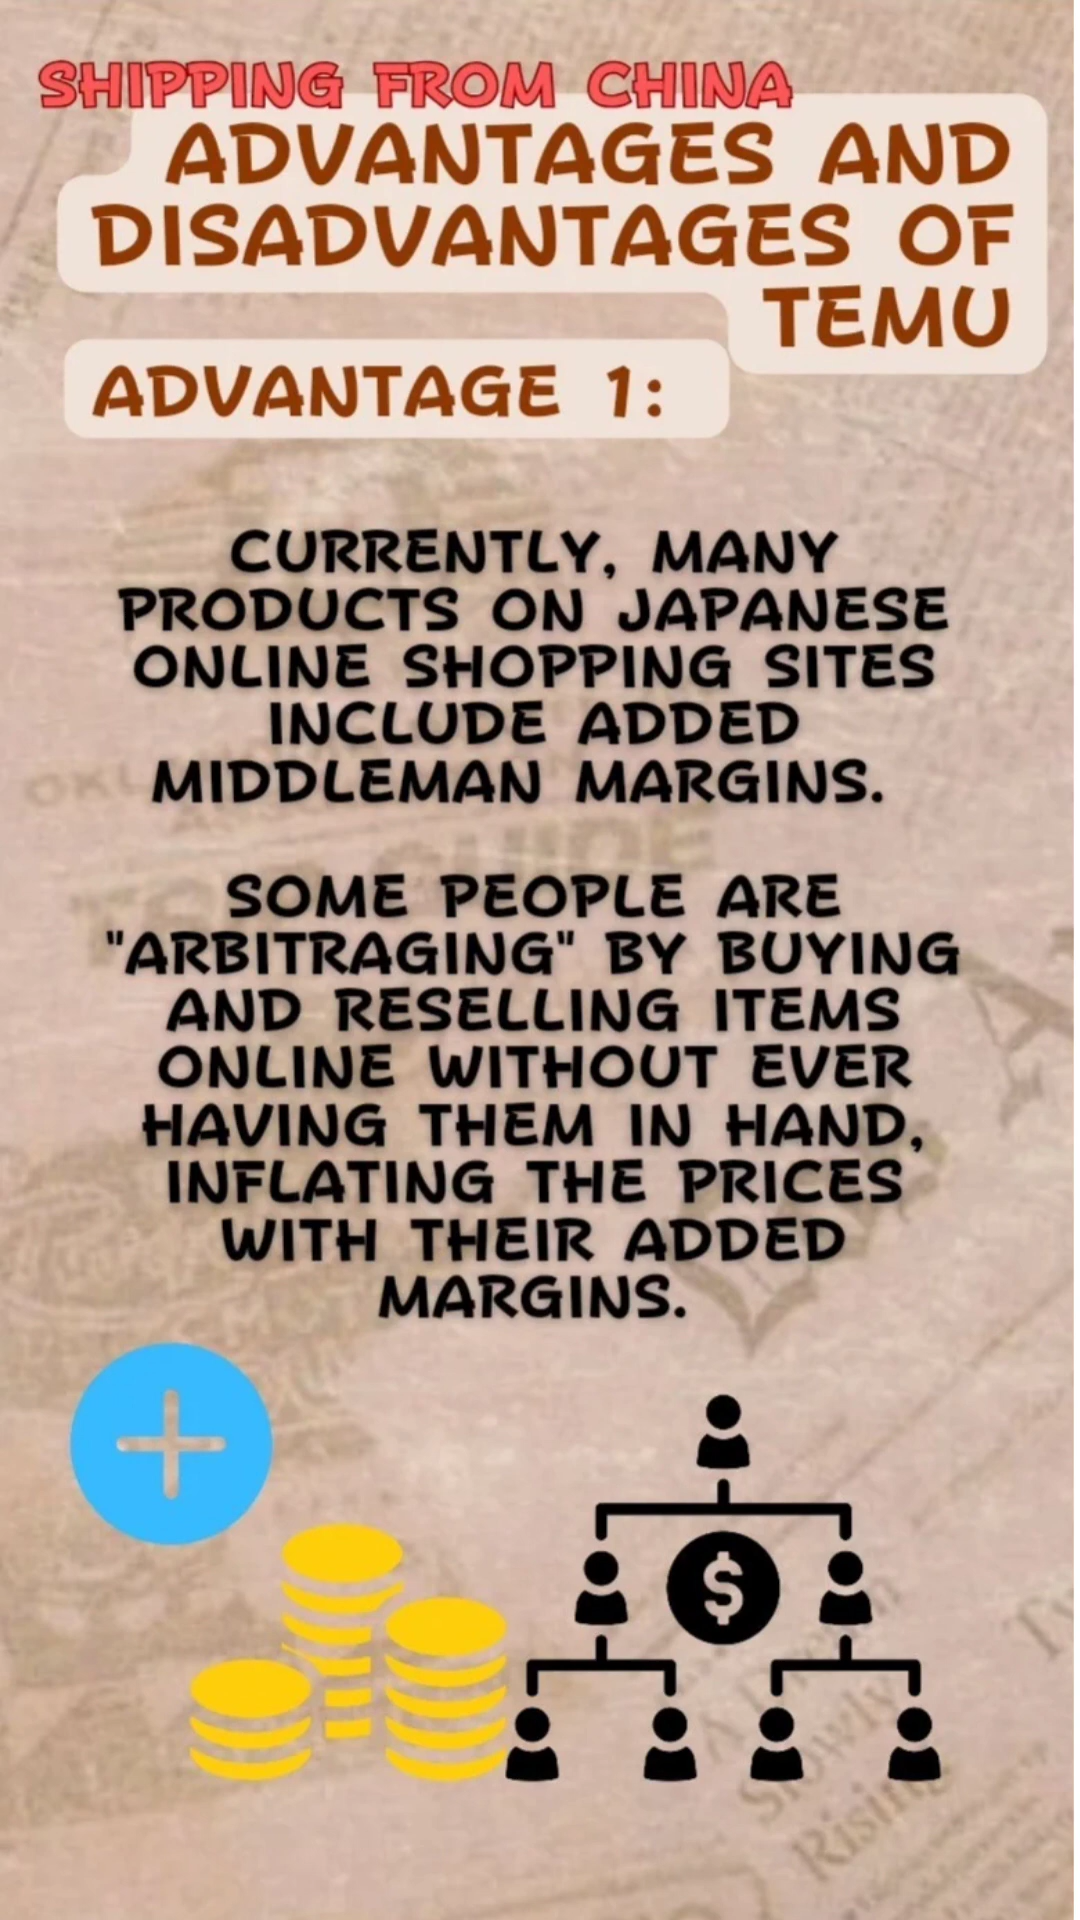 SHIPPING FROM CHINA
ADVANTAGES AND
DISADVANTAGES OF
TEMU
ADVANTAGE 1:
CURRENTLY, MANY
PRODUCTS ON JAPANESE
ONLINE SHOPPING SITES
INCLUDE ADDED
MIDDLEMAN MARGINS.
SOME PEOPLE ARE
"ARBITRAGING" BY BUYING
AND RESELLING ITEMS
ONLINE WITHOUT EVER
HAVING THEM IN HAND,
INFLATING THE PRICES
WITH THEIR ADDED
MARGINS.
$
Slowly
Rising